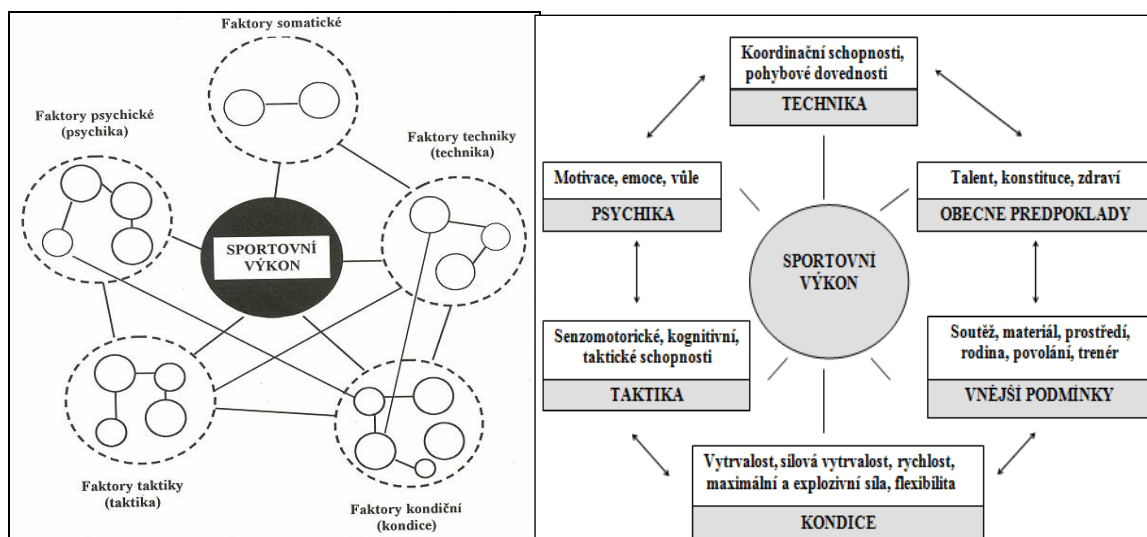 Faktory somatické
Faktory psychické
(psychika)
Faktory techniky
(technika)
SPORTOVNÍ
VÝKON
Faktory taktiky
(taktika)
Faktory kondiční
(kondice)
Koordinační schopnosti,
pohybové dovednosti
TECHNIKA
Motivace, emoce, vůle
PSYCHIKA
Talent, konstituce, zdraví
OBECNE PREDPOKLADY
SPORTOVNÍ
VÝKON
Senzomotorické, kognitivní,
taktické schopnosti
TAKTIKA
Soutěž, materiál, prostředí,
rodina, povolání, trenér
VNĚJŠÍ PODMÍNKY
Vytrvalost, sílová vytrvalost, rychlost,
maximální a explozivní síla, flexibilita
KONDICE